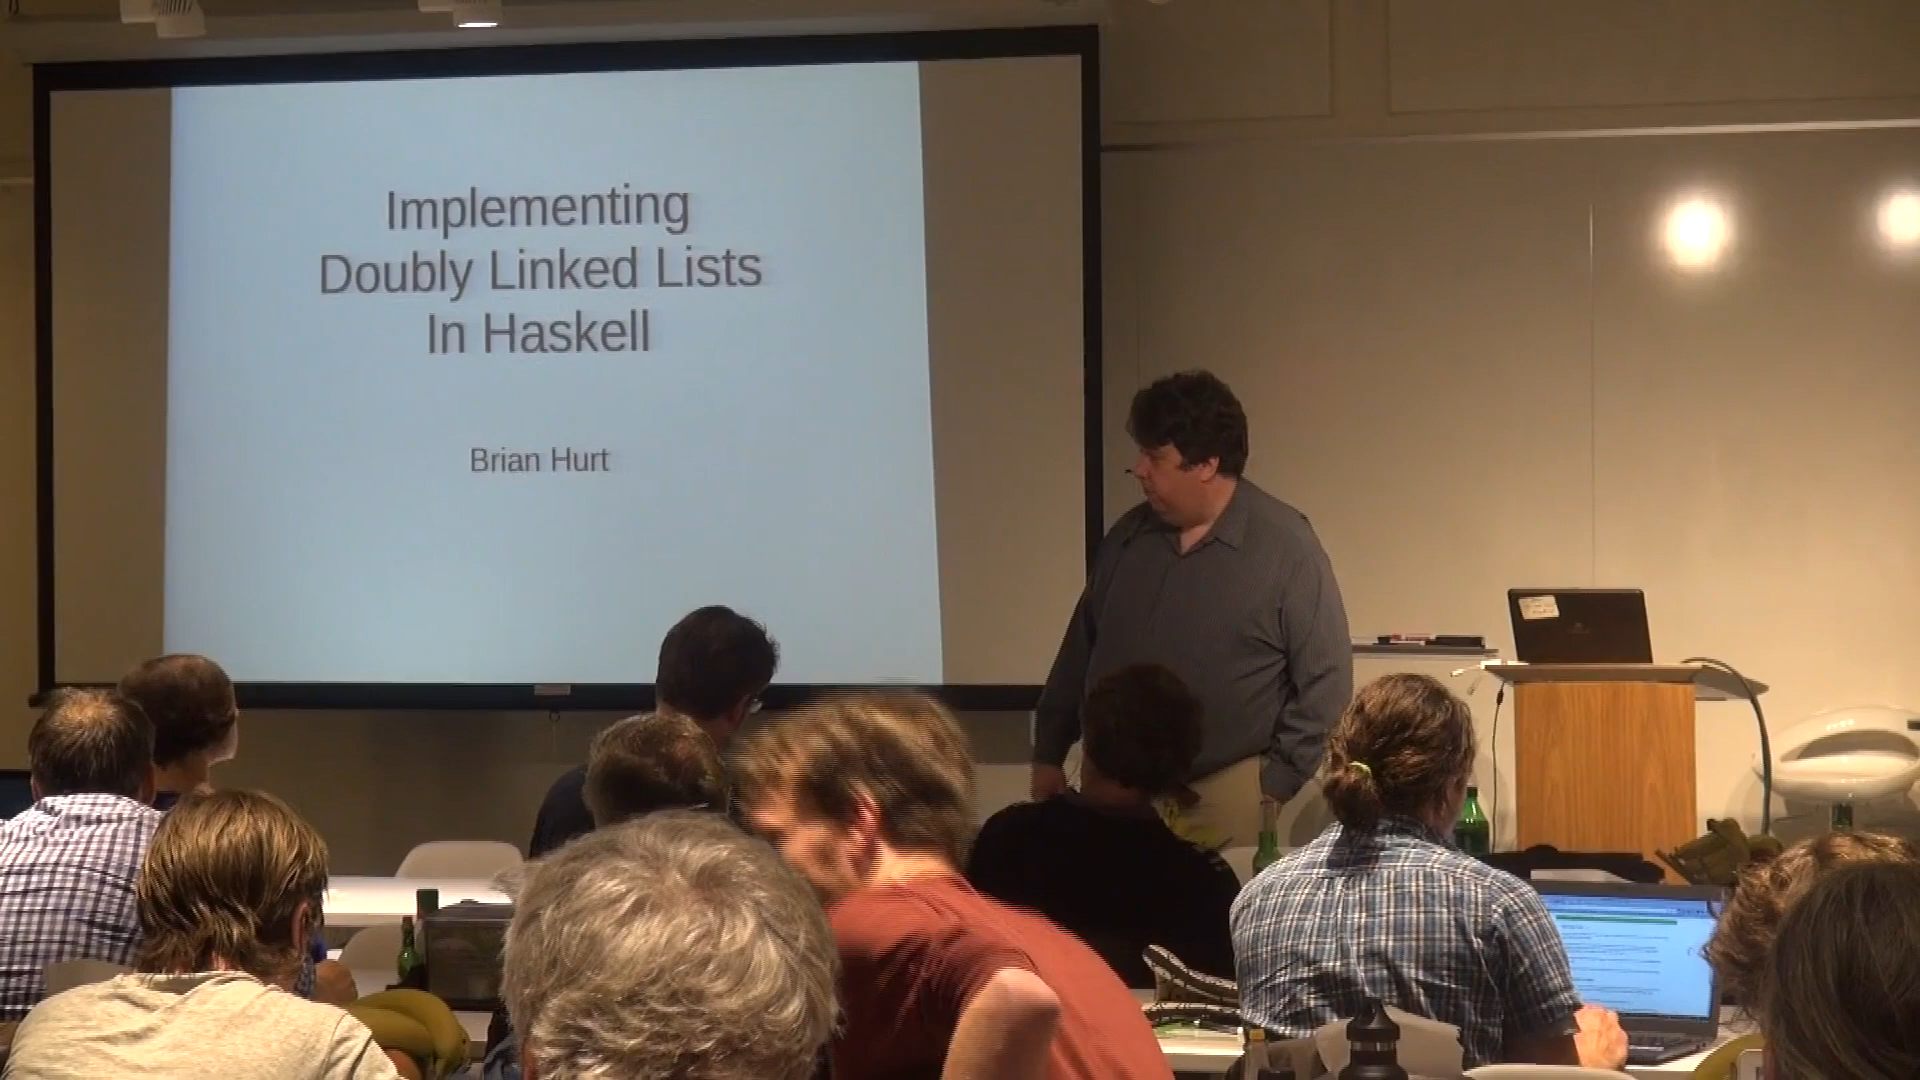 Implementing
Doubly Linked Lists
In Haskell
Brian Hurt